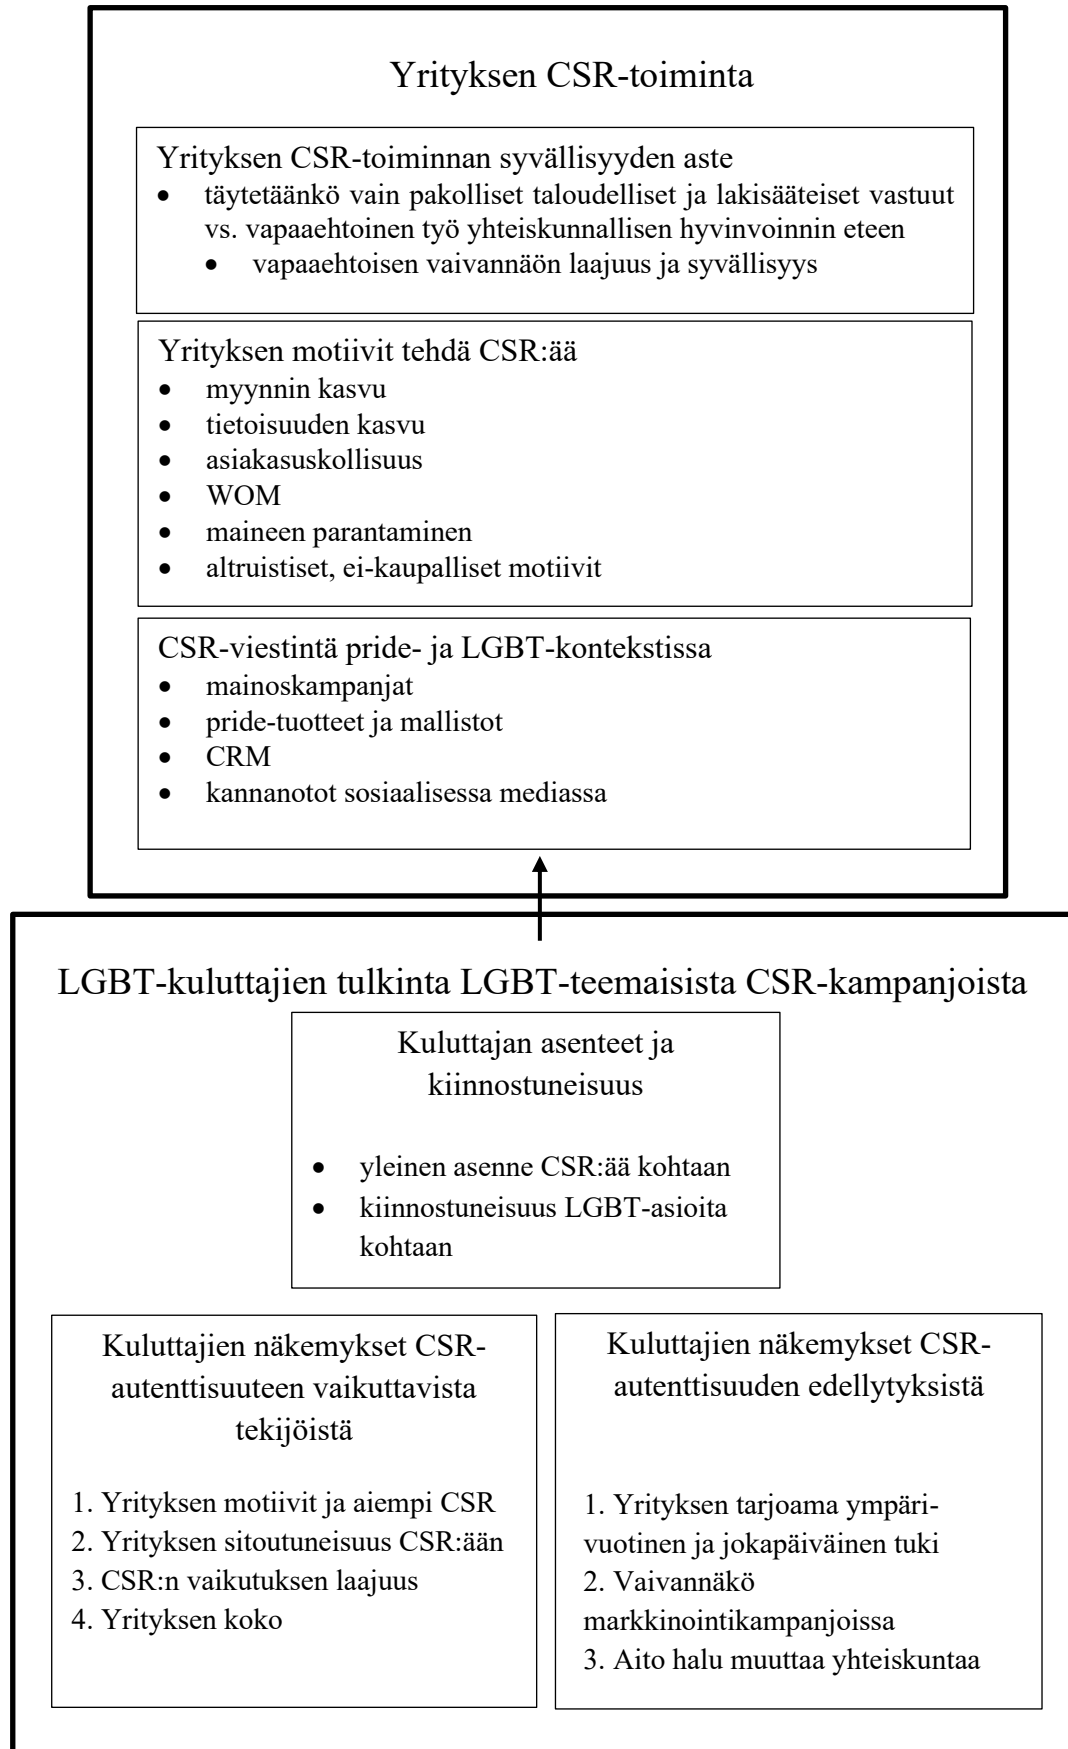 Yrityksen CSR-toiminta
Yrityksen CSR-toiminnan syvällisyyden aste
• täytetäänkö vain pakolliset taloudelliset ja lakisääteiset vastuut
vs. vapaaehtoinen työ yhteiskunnallisen hyvinvoinnin eteen
• vapaaehtoisen vaivannäön laajuus ja syvällisyys
Yrityksen motiivit tehdä CSR:ää
• myynnin kasvu
• tietoisuuden kasvu
• asiakasuskollisuus
• WOM
• maineen parantaminen
• altruistiset, ei-kaupalliset motiivit
CSR-viestintä pride- ja LGBT-kontekstissa
• mainoskampanjat
• pride-tuotteet ja mallistot
• CRM
• kannanotot sosiaalisessa mediassa
LGBT-kuluttajien tulkinta LGBT-teemaisista CSR-kampanjoista
Kuluttajan asenteet ja
kiinnostuneisuus
• yleinen asenne CSR:ää kohtaan
• kiinnostuneisuus LGBT-asioita
kohtaan
Kuluttajien näkemykset CSR-
autenttisuuteen vaikuttavista
tekijöistä
1. Yrityksen motiivit ja aiempi CSR
2. Yrityksen sitoutuneisuus CSR:ään
3. CSR:n vaikutuksen laajuus
4. Yrityksen koko
Kuluttajien näkemykset CSR-
autenttisuuden edellytyksistä
1. Yrityksen tarjoama ympäri-
vuotinen ja jokapäiväinen tuki
2. Vaivannäkö
markkinointikampanjoissa
3. Aito halu muuttaa yhteiskuntaa